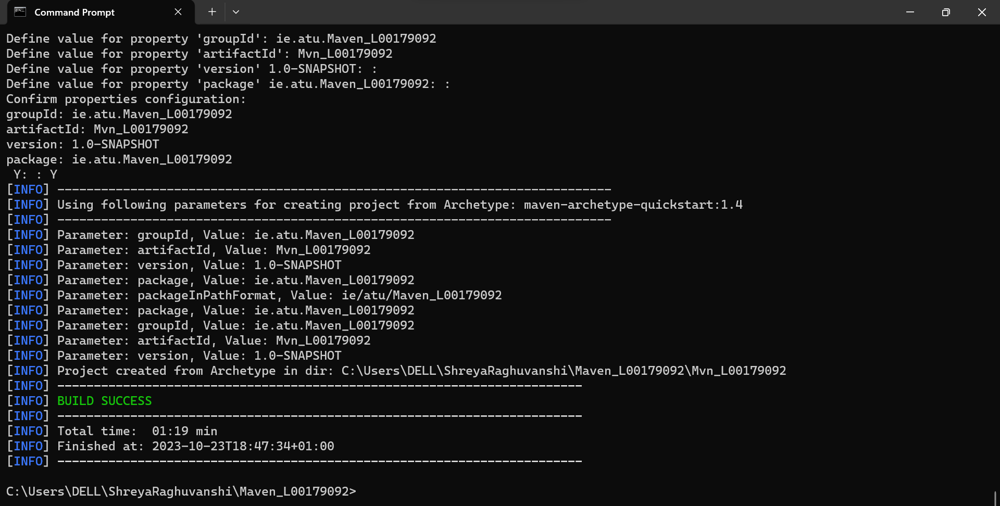 Command Prompt
Define value for property 'groupId': ie.atu.Maven_L00179092
Define value for property 'artifactId': Mvn_L00179092
Define value for property 'version' 1.0-SNAPSHOT: :
Define value for property 'package' ie.atu.Maven_L00179092: :
Confirm properties configuration:
groupId: ie.atu.Maven_L00179092
artifactId: Mvn_L00179092
version: 1.0-SNAPSHOT
package: ie.atu.Maven_L00179092
 Y: : Y
[INFO] ----------------------------------------------------------------------------
[INFO] Using following parameters for creating project from Archetype: maven-archetype-quickstart:1.4
[INFO] ----------------------------------------------------------------------------
[INFO] Parameter: groupId, Value: ie.atu.Maven_L00179092
[INFO] Parameter: artifactId, Value: Mvn_L00179092
[INFO] Parameter: version, Value: 1.0-SNAPSHOT
[INFO] Parameter: package, Value: ie.atu.Maven_L00179092
[INFO] Parameter: packageInPathFormat, Value: ie/atu/Maven_L00179092
[INFO] Parameter: package, Value: ie.atu.Maven_L00179092
[INFO] Parameter: groupId, Value: ie.atu.Maven_L00179092
[INFO] Parameter: artifactId, Value: Mvn_L00179092
[INFO] Parameter: version, Value: 1.0-SNAPSHOT
[INFO] Project created from Archetype in dir: C:\Users\DELL\ShreyaRaghuvanshi\Maven_L00179092\Mvn_L00179092
[INFO] ------------------------------------------------------------------------
[INFO] BUILD SUCCESS
[INFO] ------------------------------------------------------------------------
[INFO] Total time:  01:19 min
[INFO] Finished at: 2023-10-23T18:47:34+01:00
[INFO] ------------------------------------------------------------------------
C:\Users\DELL\ShreyaRaghuvanshi\Maven_L00179092>